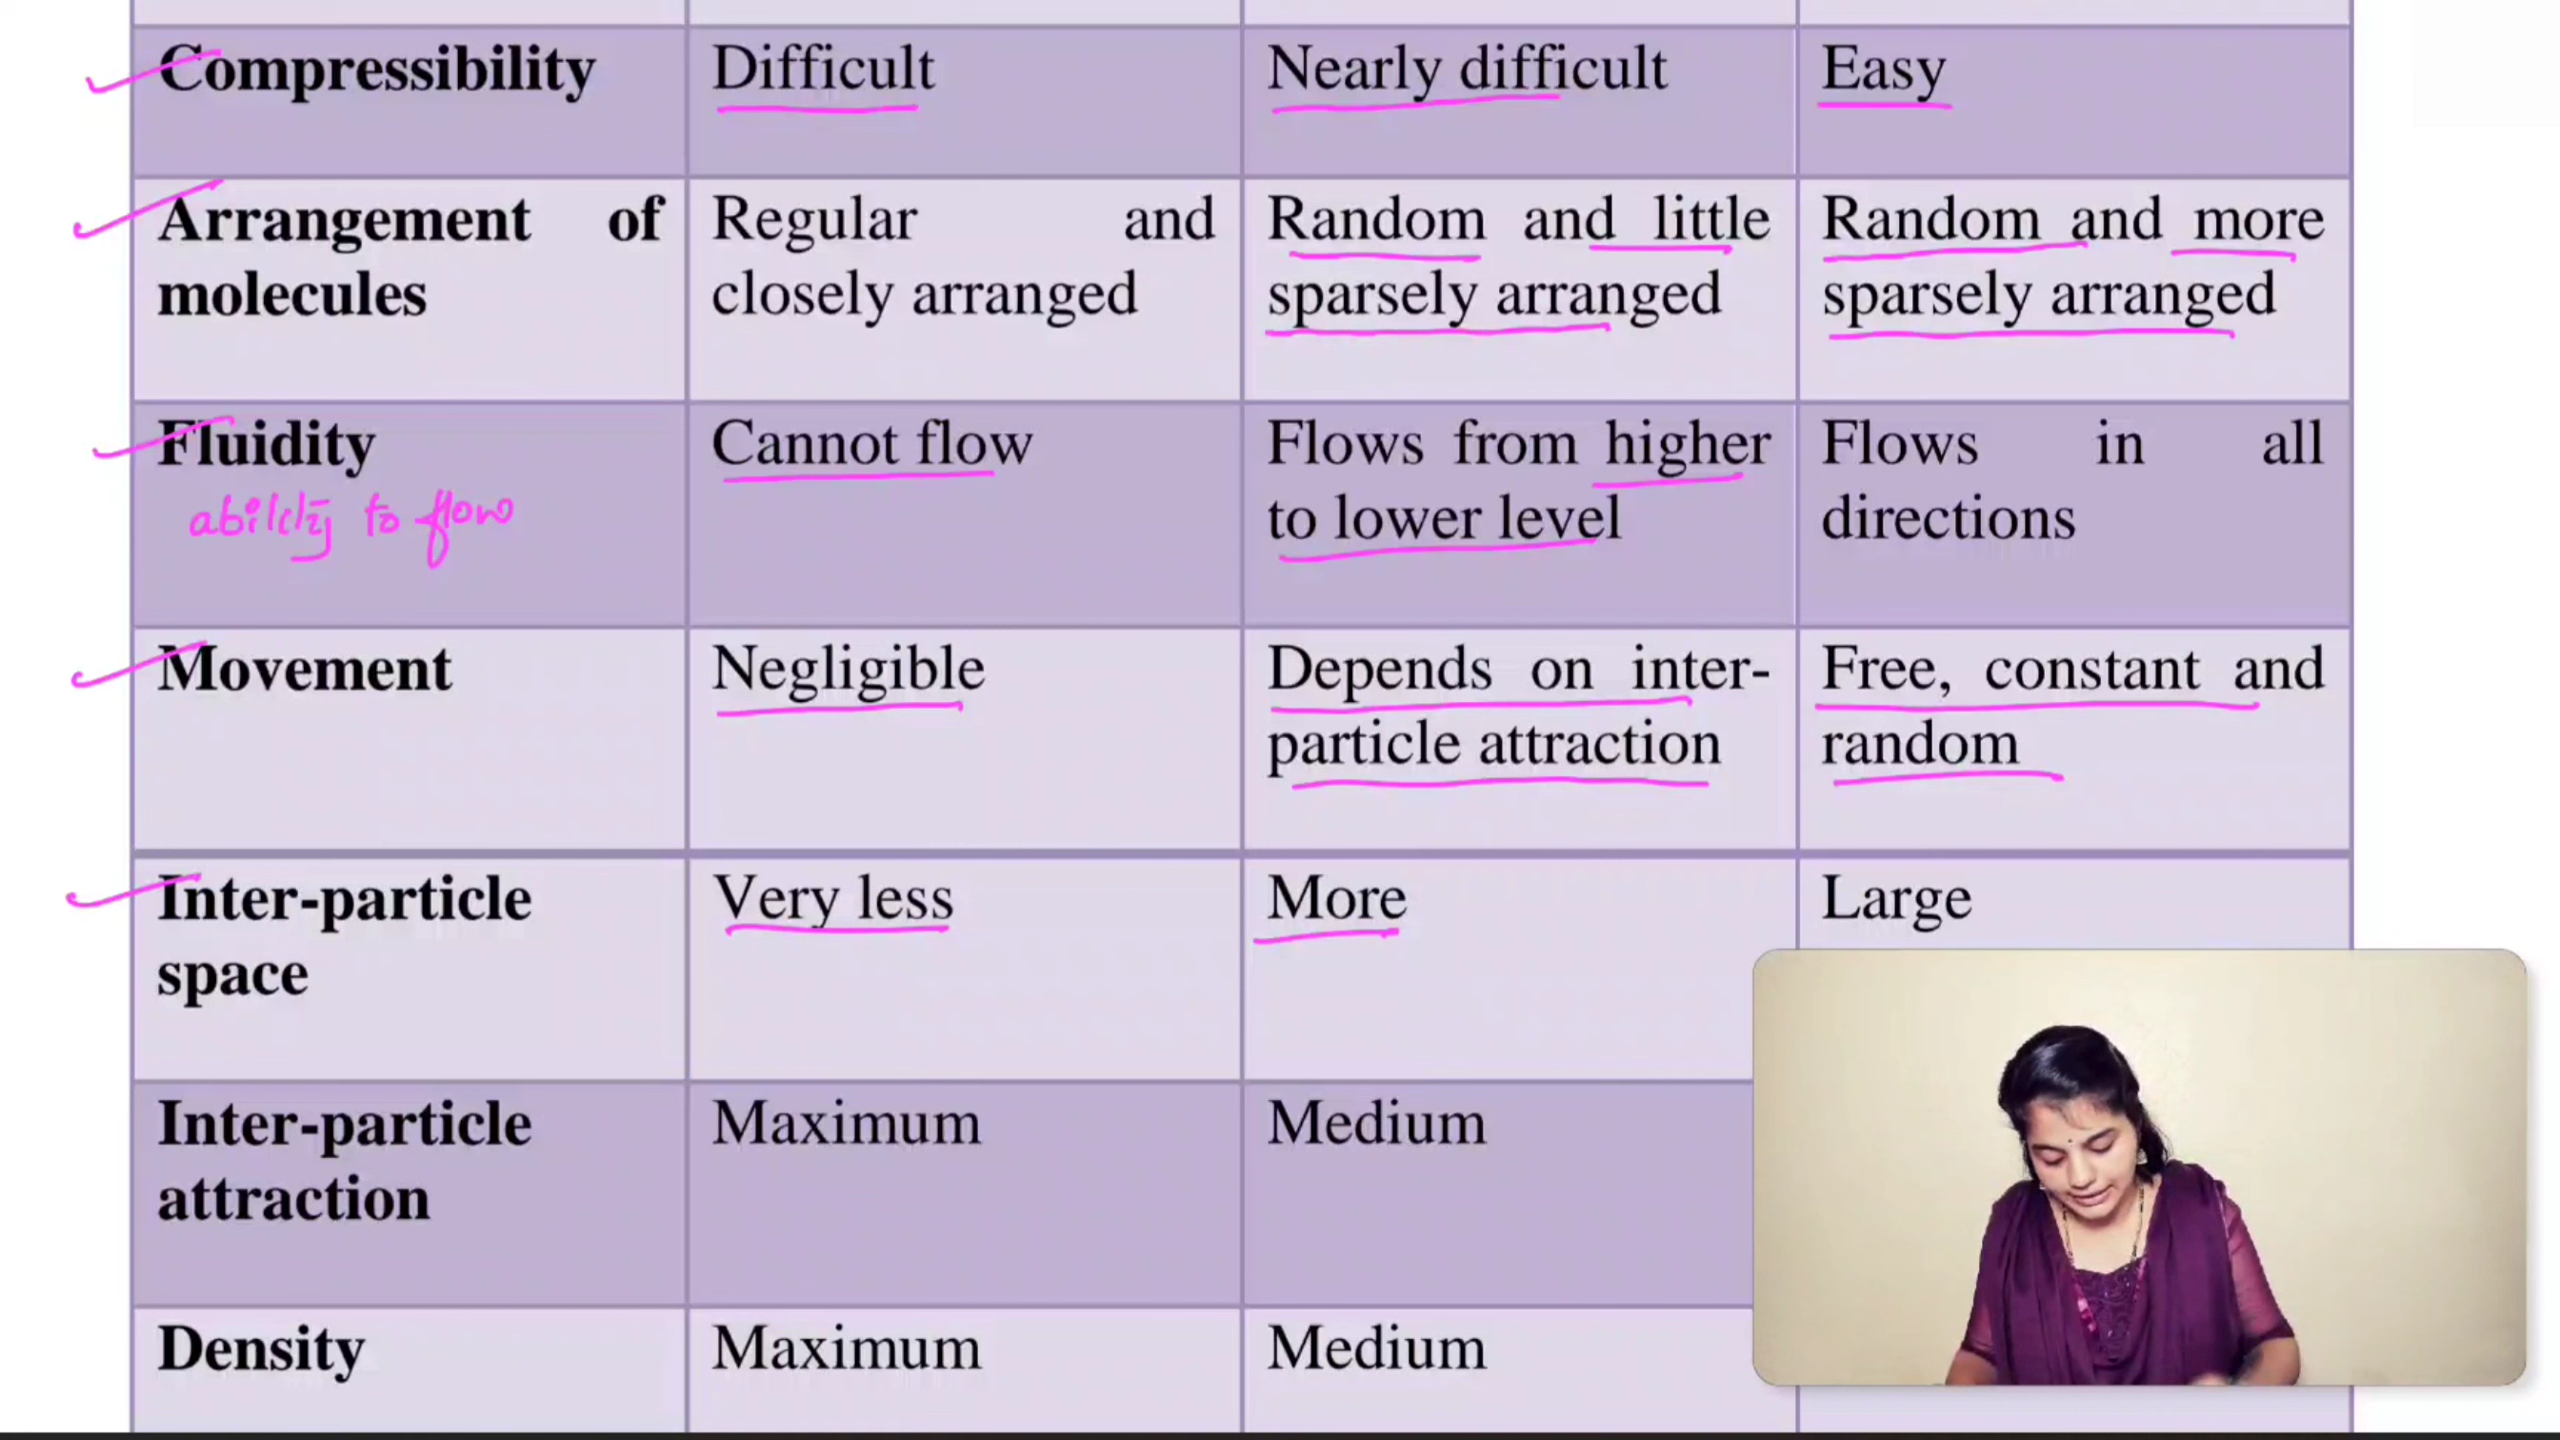 Compressibility
Difficult
Nearly difficult
Easy
Arrangement of
molecules
Regular and
closely arranged
Random and little
sparsely arranged
Random and more
sparsely arranged
Fluidity
ability to flow
Cannot flow
Flows from higher
to lower level
Flows in all
directions
Movement
Negligible
Depends on inter-
particle attraction
Free, constant and
random
Inter-particle
space
Very less
More
Large
Inter-particle
attraction
Maximum
Medium
Density
Maximum
Medium